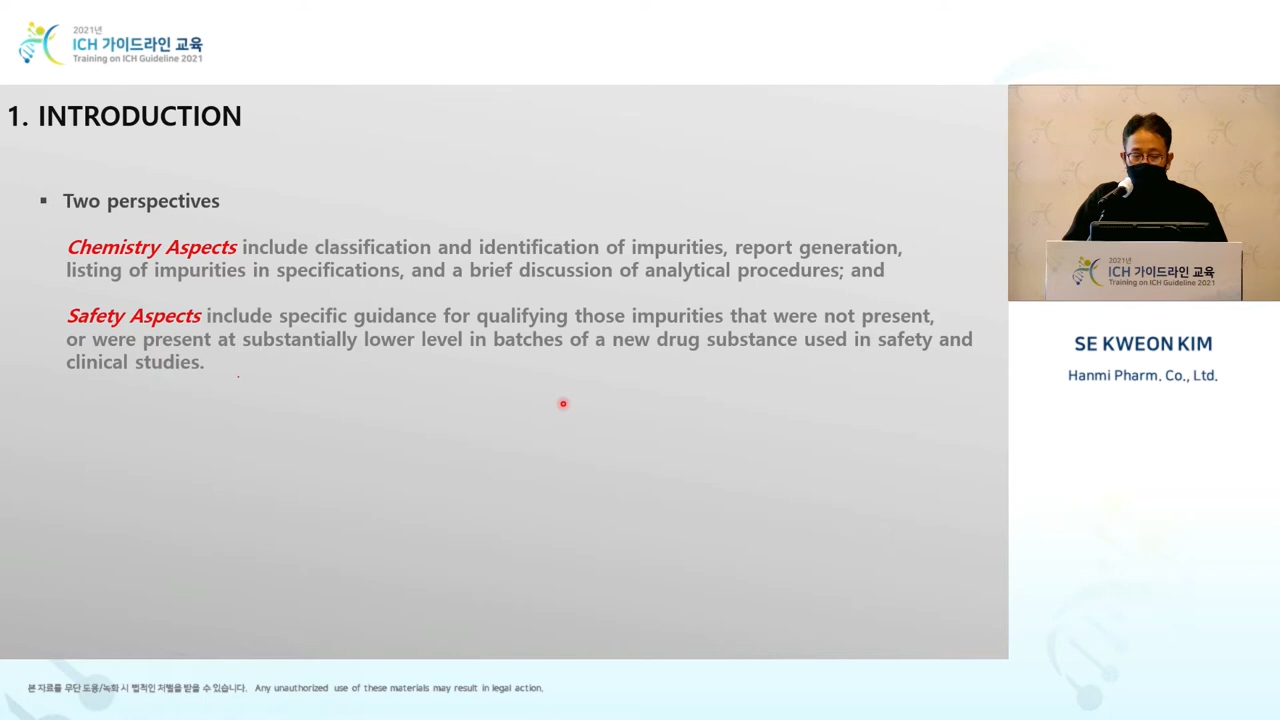 2021년
ICH 가이드라인 교육
Training on ICH Guideline 2021
1. INTRODUCTION
▪ Two perspectives
Chemistry Aspects include classification and identification of impurities, report generation,
listing of impurities in specifications, and a brief discussion of analytical procedures; and
Safety Aspects include specific guidance for qualifying those impurities that were not present,
or were present at substantially lower level in batches of a new drug substance used in safety and
clinical studies.
2021년
ICH 가이드라인 교육
Training on ICH Guideline 2021
SE KWEON KIM
Hanmi Pharm. Co., Ltd.
본 자료를 무단 도용/녹화 시 법적인 처벌을 받을 수 있습니다. Any unauthorized use of these materials may result in legal action.